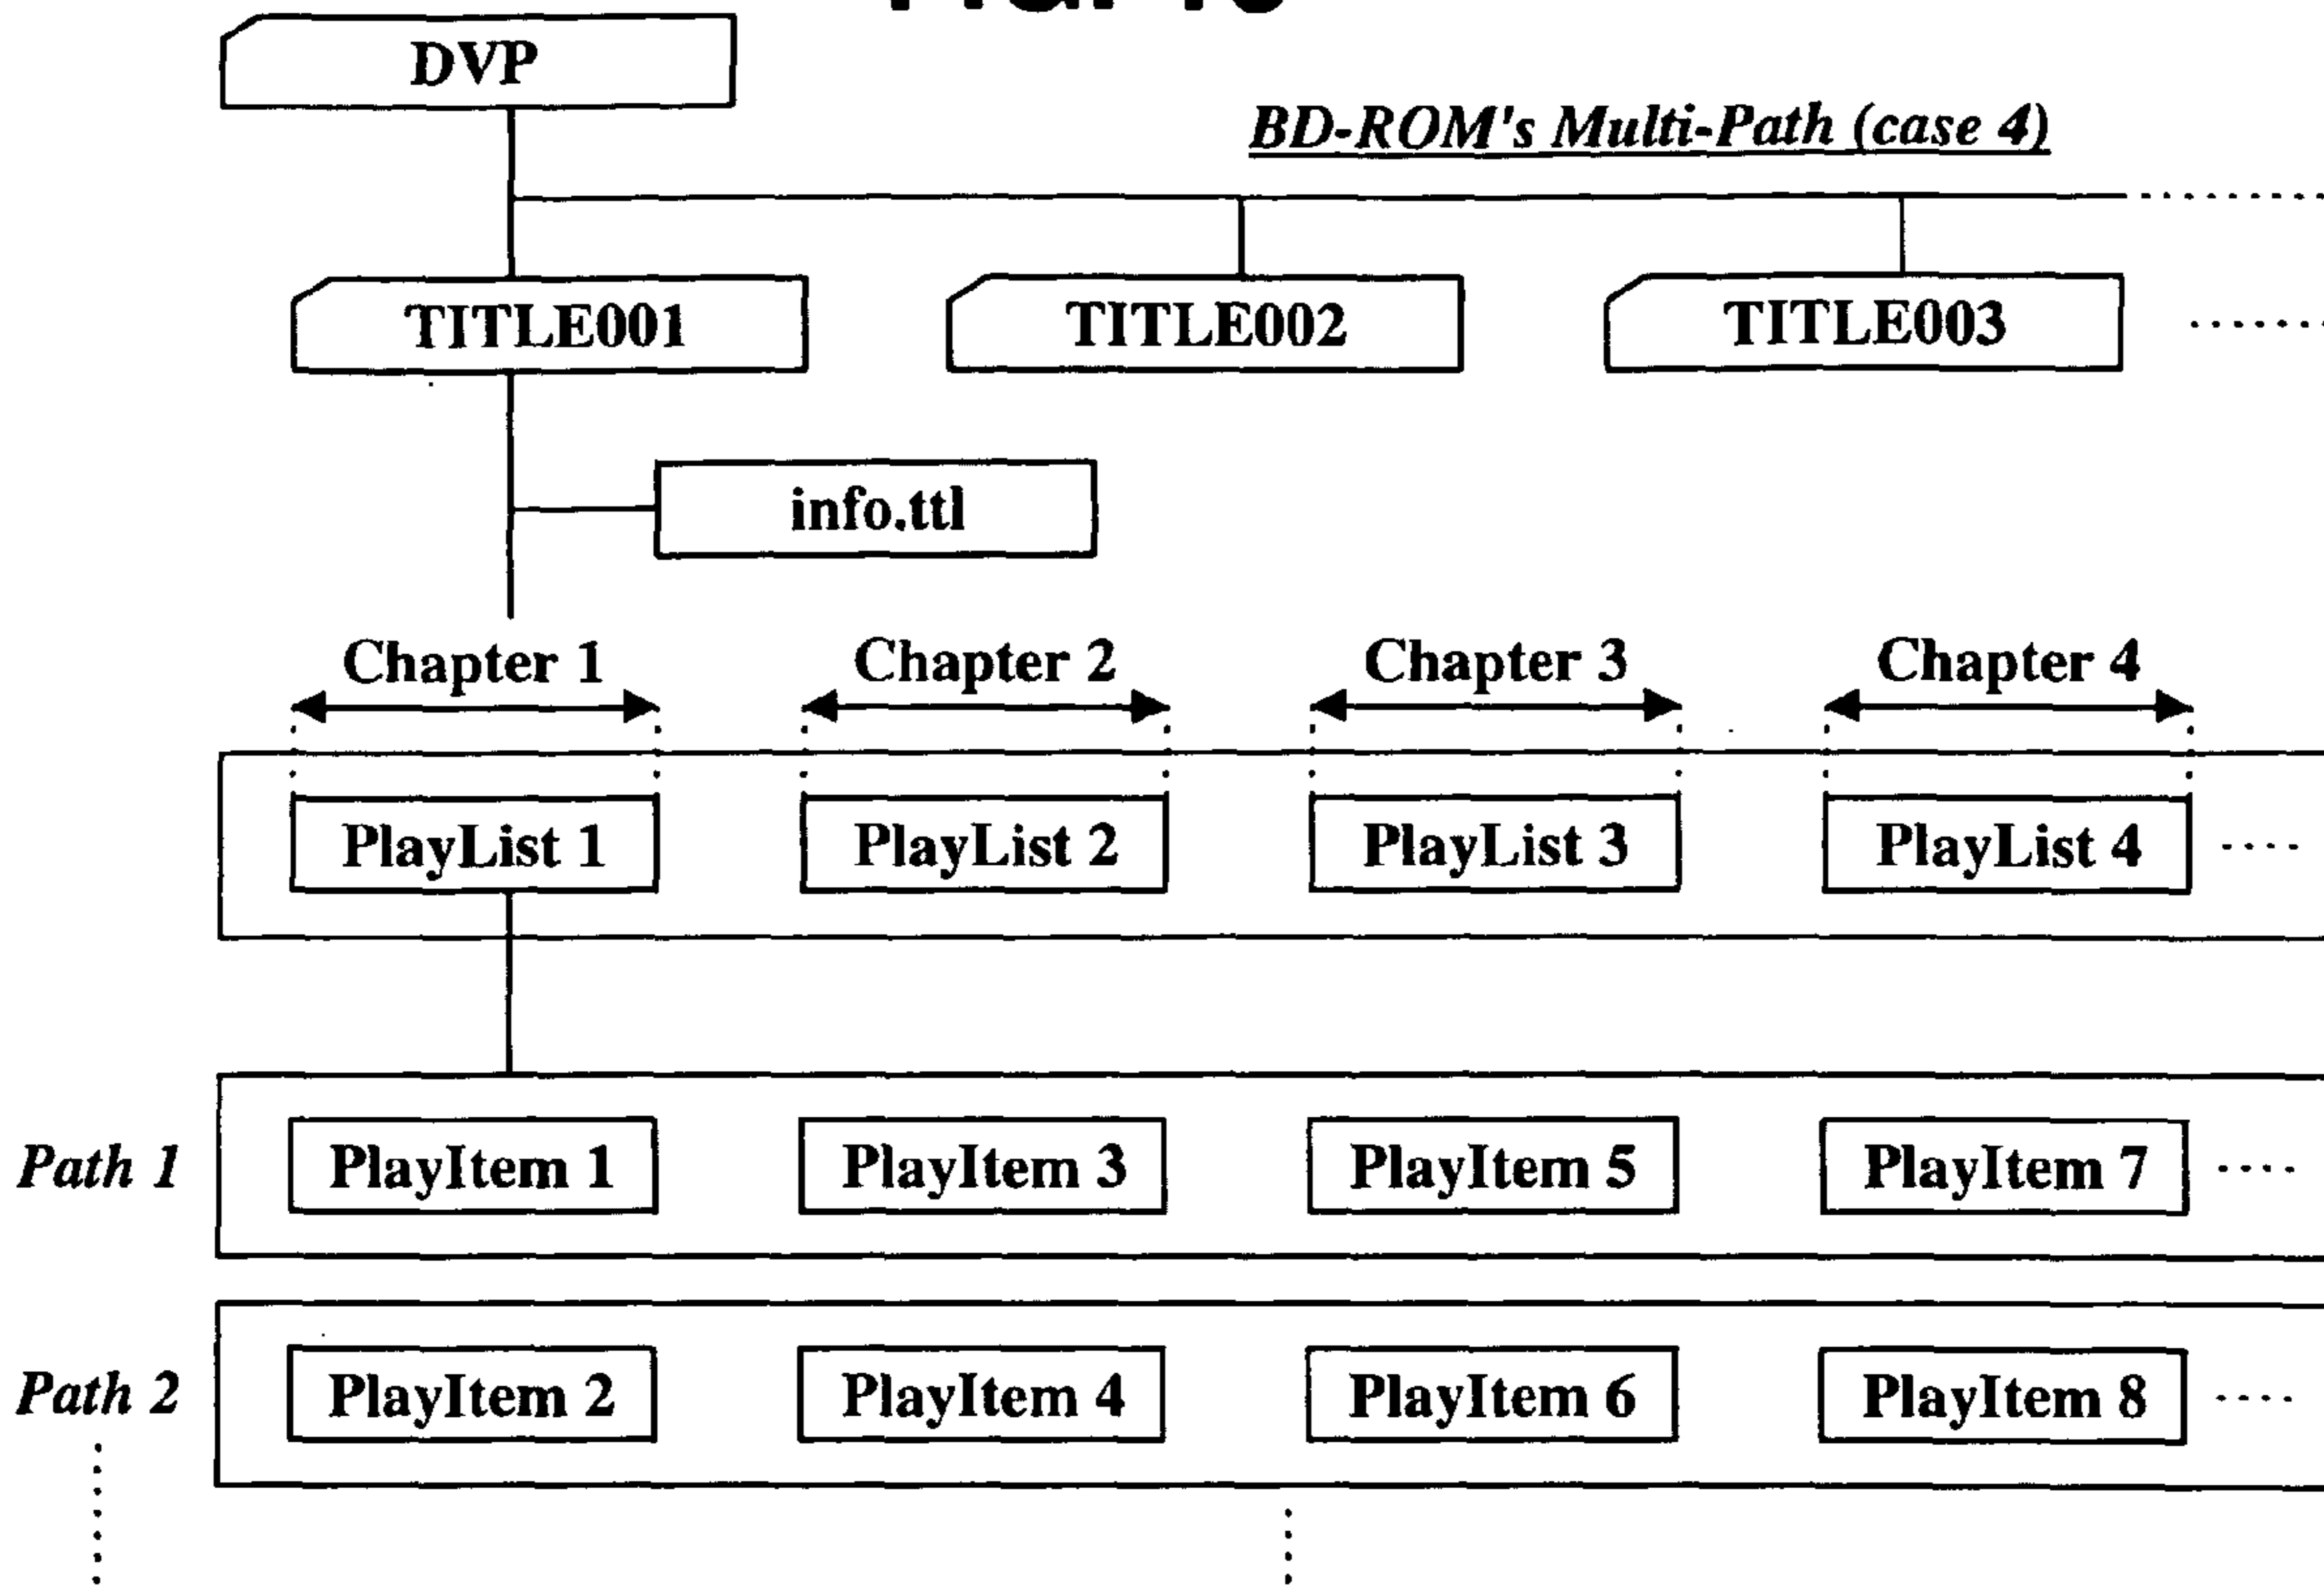 DVP
BD-ROM's Multi-Path (case 4)
TITLE001 TITLE002 TITLE003
info.ttl
Chapter 1 Chapter 2 Chapter 3 Chapter 4
PlayList 1 PlayList 2 PlayList 3 PlayList 4
Path 1 PlayItem 1 PlayItem 3 PlayItem 5 PlayItem 7
Path 2 PlayItem 2 PlayItem 4 PlayItem 6 PlayItem 8